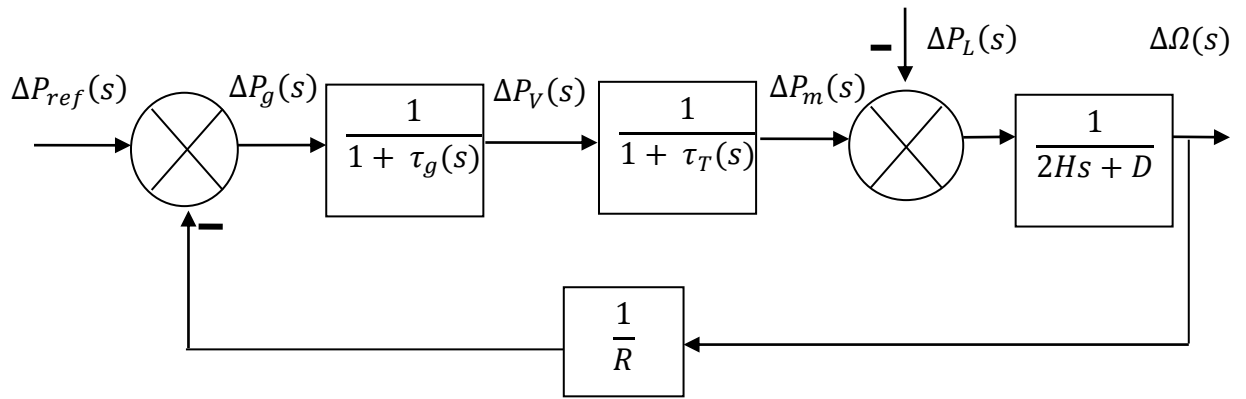 ΔP_ref(s)
ΔP_g(s)
1
1 + τ_g(s)
ΔP_V(s)
1
1 + τ_T(s)
ΔP_m(s)
−
ΔP_L(s)
1
2Hs + D
ΔΩ(s)
−
1
R